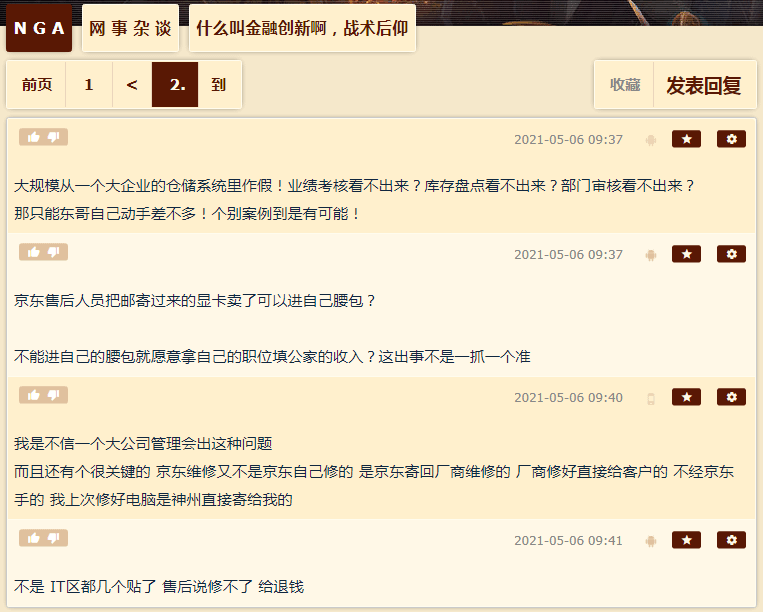 NGA
网事杂谈
什么叫金融创新啊，战术后仰
前页
1
<
2.
到
收藏
发表回复
2021-05-06 09:37
大规模从一个大企业的仓储系统里作假！业绩考核看不出来？库存盘点看不出来？部门审核看不出来？
那只能东哥自己动手差不多！个别案例到是有可能！
2021-05-06 09:37
京东售后人员把邮寄过来的显卡卖了可以进自己腰包？
不能进自己的腰包就愿意拿自己的职位填公家的收入？这出事不是一抓一个准
2021-05-06 09:40
我是不信一个大公司管理会出这种问题
而且还有个很关键的 京东维修又不是京东自己修的 是京东寄回厂商维修的 厂商修好直接给客户的 不经京东
手的 我上次修好电脑是神州直接寄给我的
2021-05-06 09:41
不是 IT区都几个贴了 售后说修不了 给退钱